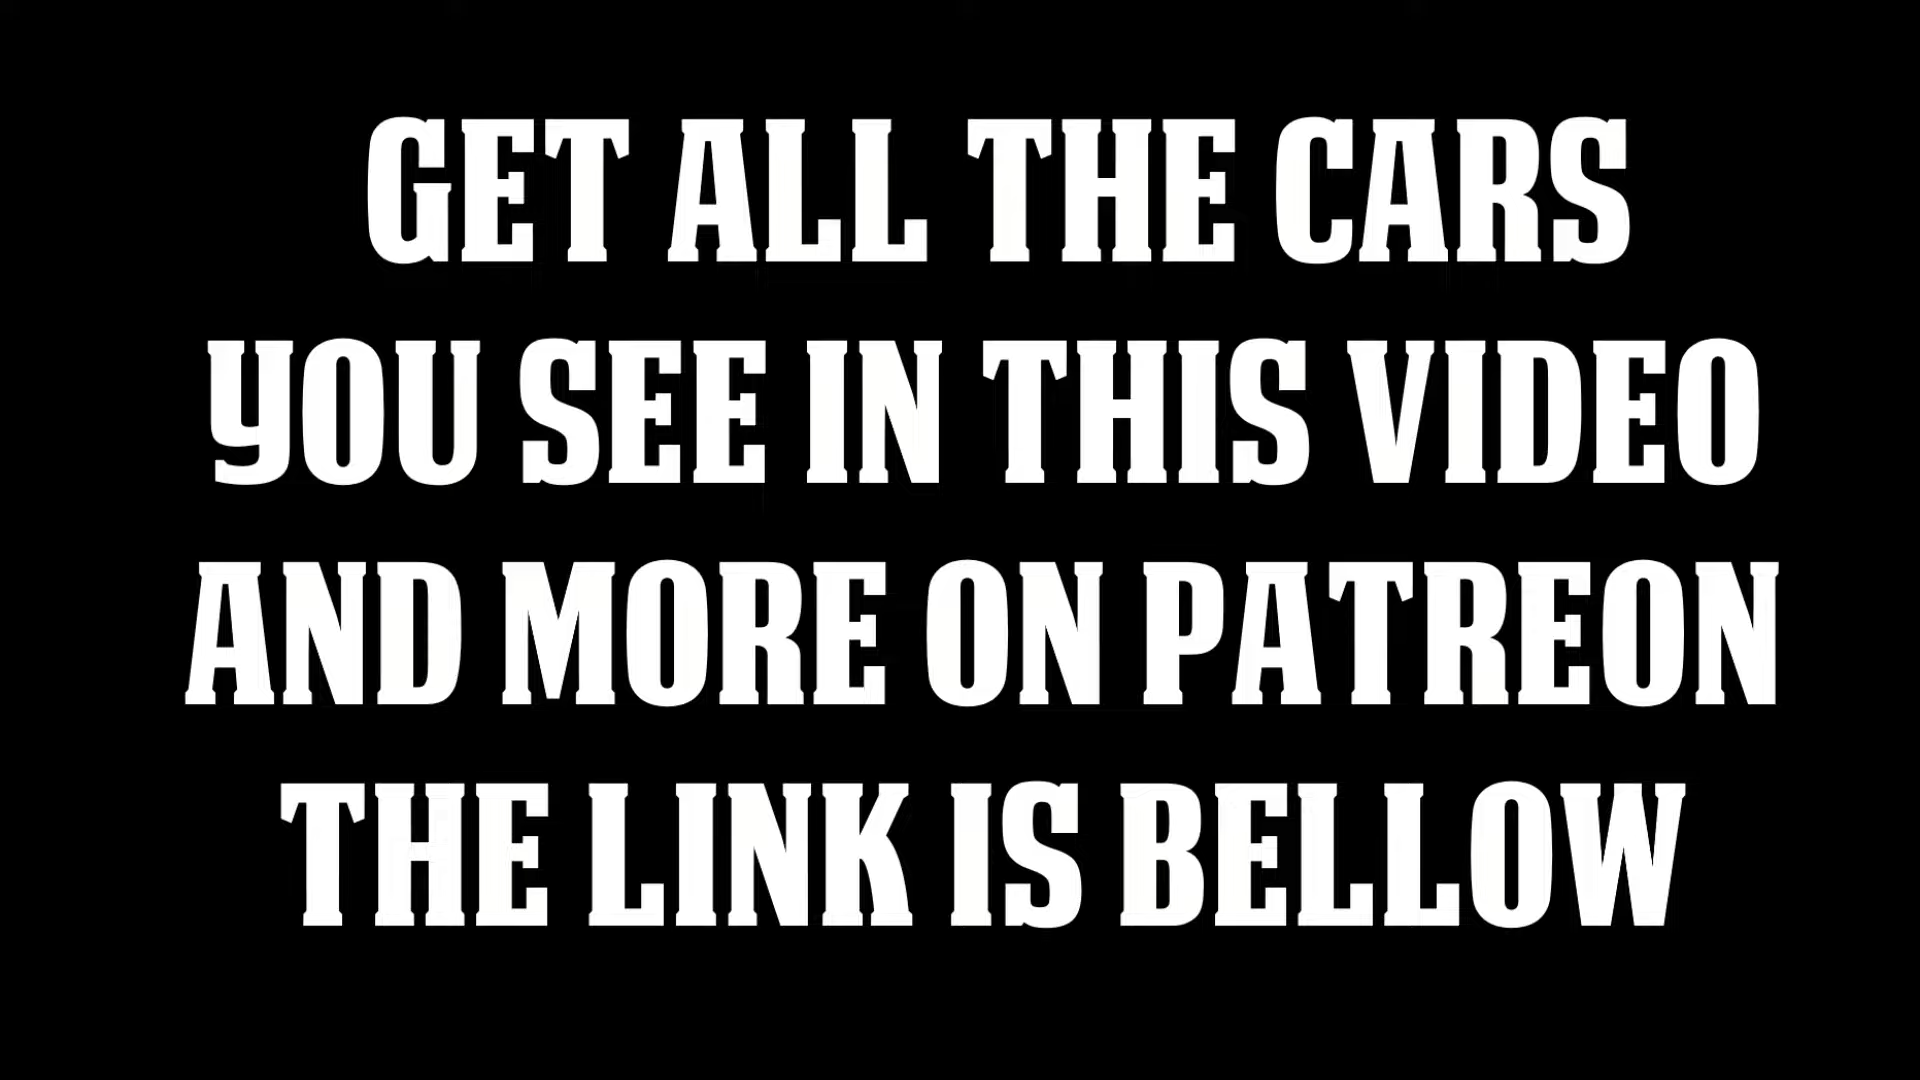 GET ALL THE CARS
YOU SEE IN THIS VIDEO
AND MORE ON PATREON
THE LINK IS BELLOW